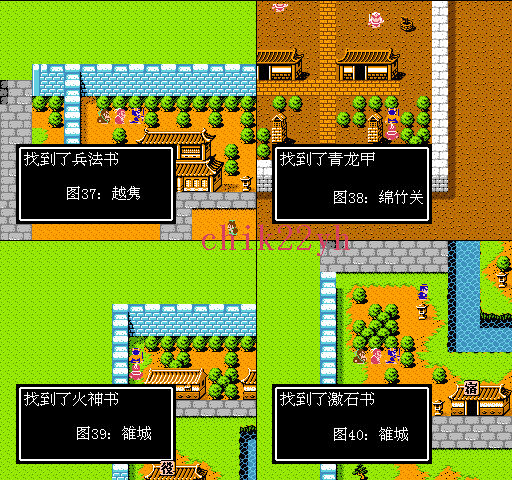 找到了兵法书
图37: 越隽
找到了青龙甲
图38: 绵竹关
chik22yh
找到了火神书
图39: 雒城
役
找到了激石书
图40: 雒城
宿